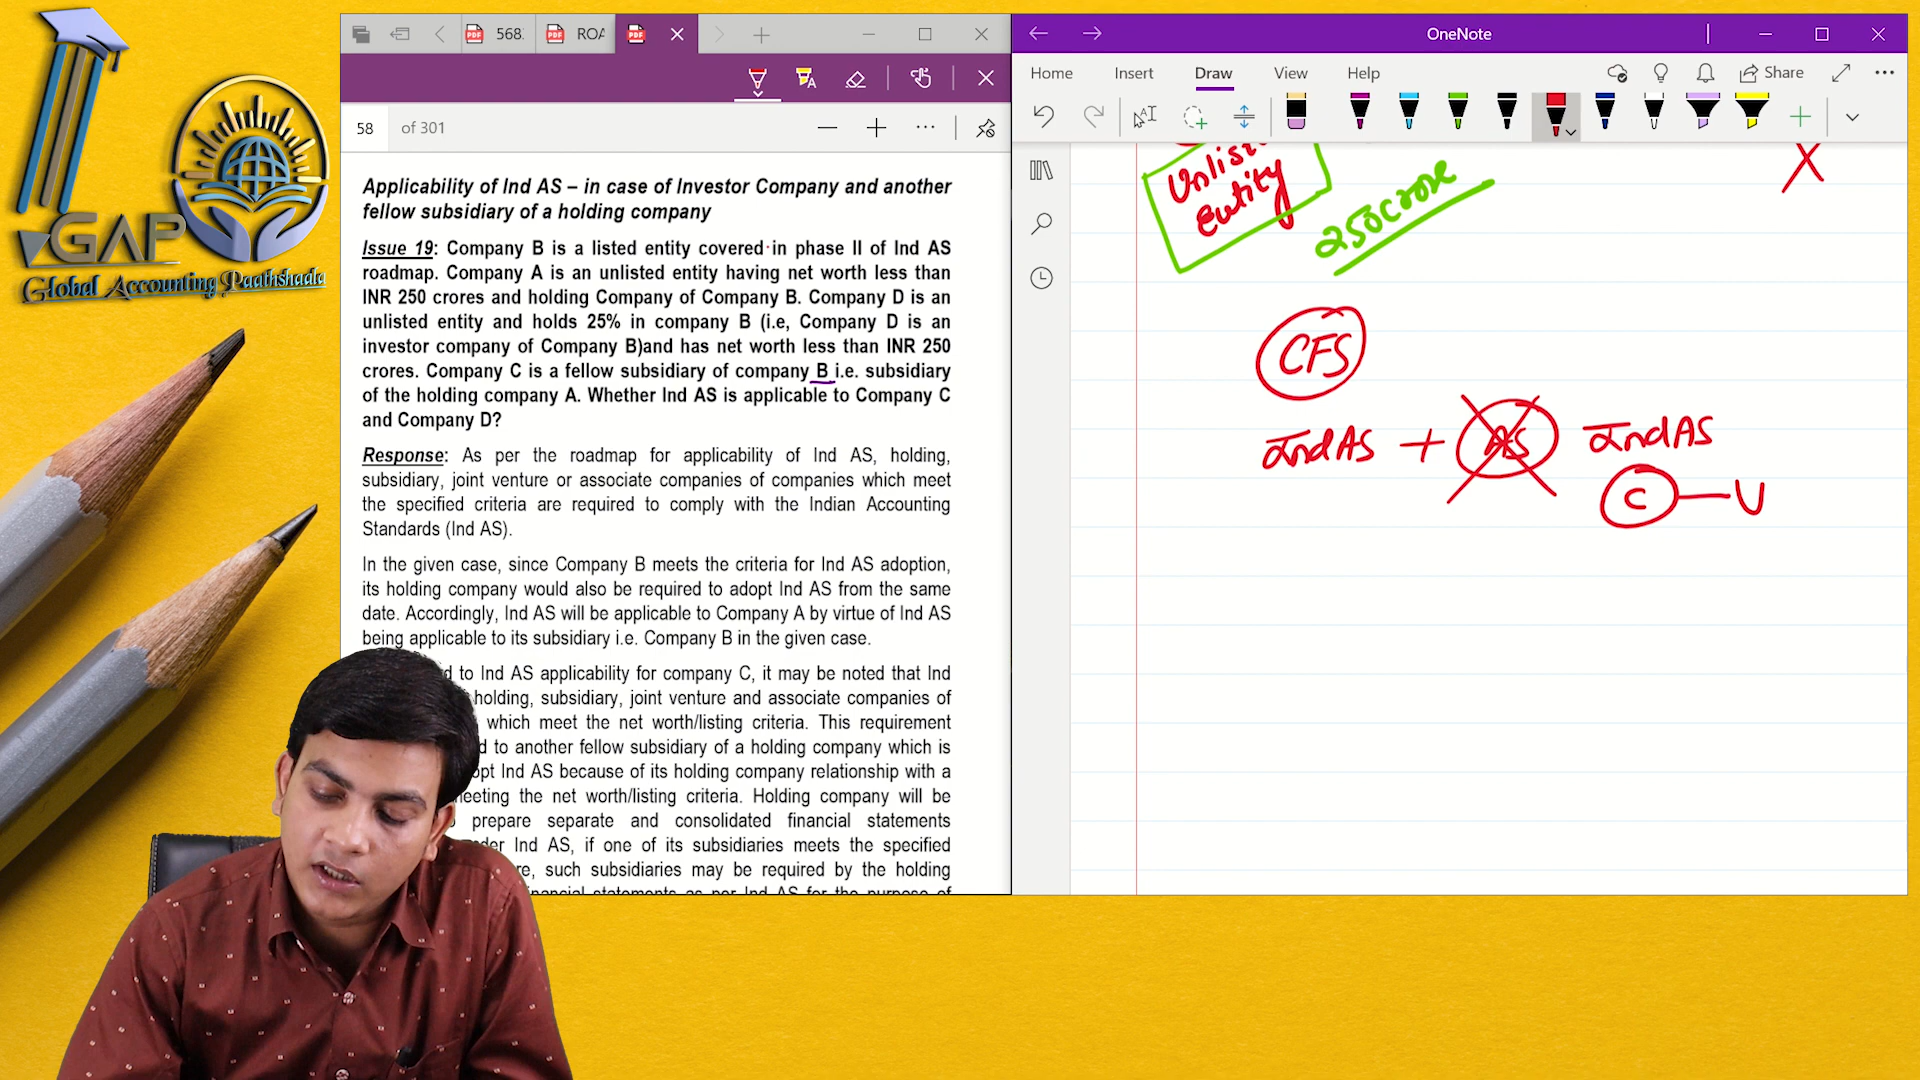 GAP
Global Accounting Paathshaala
568
ROA
58 of 301
Applicability of Ind AS – in case of Investor Company and another
fellow subsidiary of a holding company
Issue 19: Company B is a listed entity covered in phase II of Ind AS
roadmap. Company A is an unlisted entity having net worth less than
INR 250 crores and holding Company of Company B. Company D is an
unlisted entity and holds 25% in company B (i.e, Company D is an
investor company of Company B)and has net worth less than INR 250
crores. Company C is a fellow subsidiary of company B i.e. subsidiary
of the holding company A. Whether Ind AS is applicable to Company C
and Company D?
Response: As per the roadmap for applicability of Ind AS, holding,
subsidiary, joint venture or associate companies of companies which meet
the specified criteria are required to comply with the Indian Accounting
Standards (Ind AS).
In the given case, since Company B meets the criteria for Ind AS adoption,
its holding company would also be required to adopt Ind AS from the same
date. Accordingly, Ind AS will be applicable to Company A by virtue of Ind AS
being applicable to its subsidiary i.e. Company B in the given case.
to Ind AS applicability for company C, it may be noted that Ind
holding, subsidiary, joint venture and associate companies of
which meet the net worth/listing criteria. This requirement
to another fellow subsidiary of a holding company which is
Ind AS because of its holding company relationship with a
the net worth/listing criteria. Holding company will be
prepare separate and consolidated financial statements
Ind AS, if one of its subsidiaries meets the specified
such subsidiaries may be required by the holding
financial statements as per Ind AS for the purpose of
OneNote
Home Insert Draw View Help Share
Entity
250crore
CFS
Ind AS + AS Ind AS
C — U